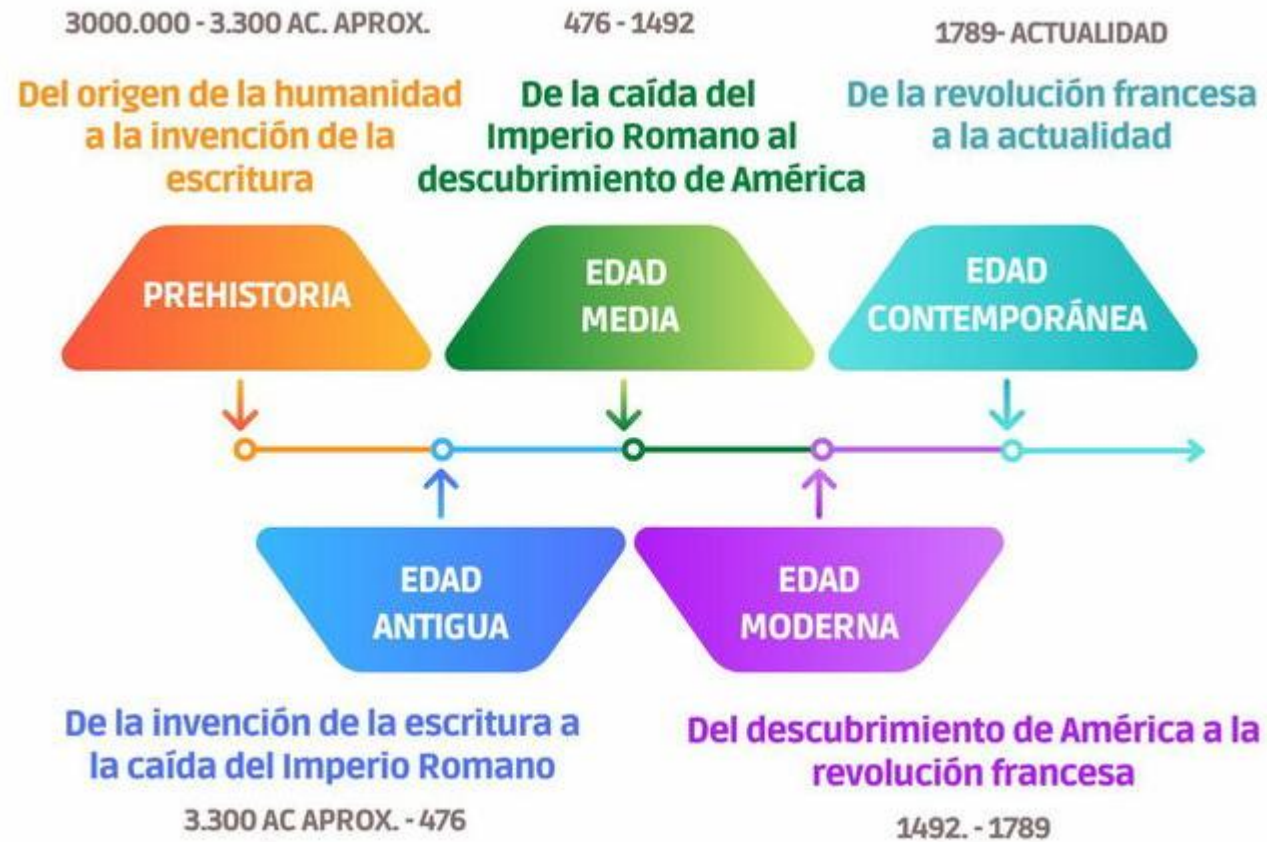 3000.000 - 3.300 AC. APROX.
Del origen de la humanidad
a la invención de la
escritura
PREHISTORIA
476 - 1492
De la caída del
Imperio Romano al
descubrimiento de América
EDAD
MEDIA
1789- ACTUALIDAD
De la revolución francesa
a la actualidad
EDAD
CONTEMPORÁNEA
EDAD
ANTIGUA
De la invención de la escritura a
la caída del Imperio Romano
3.300 AC APROX. - 476
EDAD
MODERNA
Del descubrimiento de América a la
revolución francesa
1492. - 1789